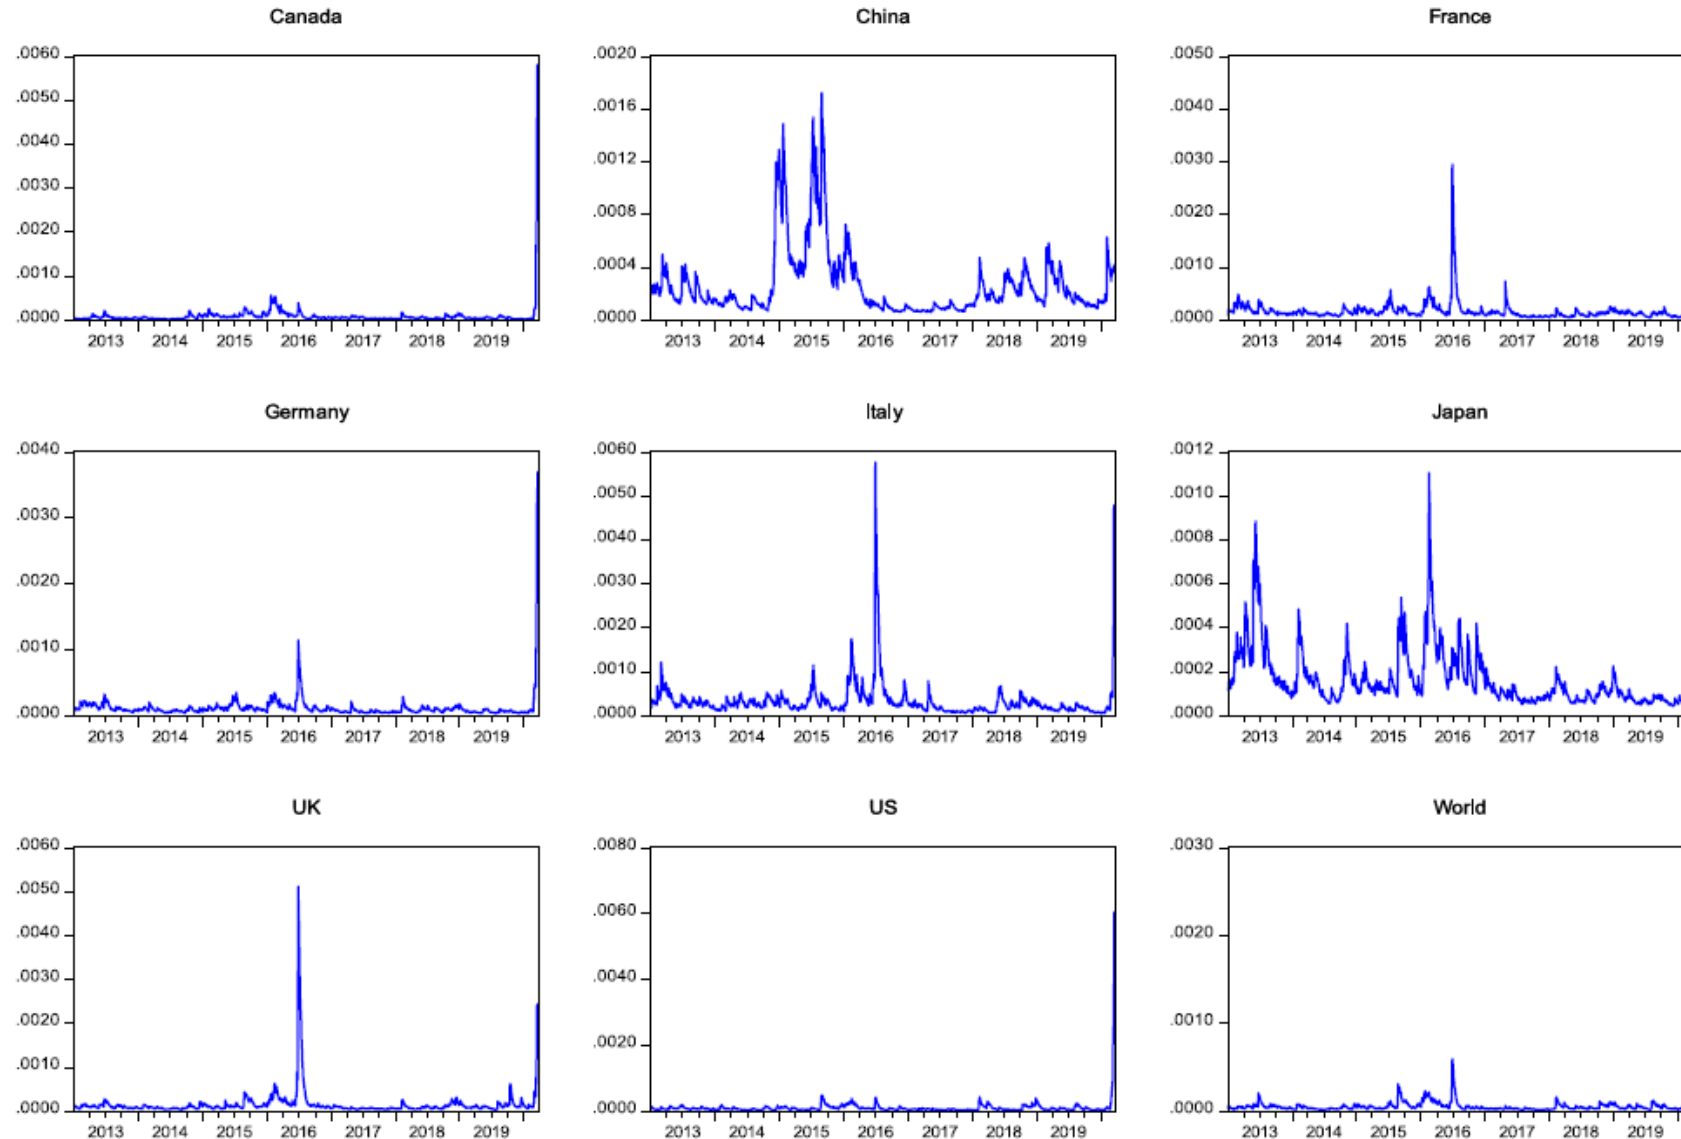 Canada China France
.0060 .0020 .0050
.0050 .0016 .0040
.0040 .0012 .0030
.0030 .0008 .0020
.0020 .0004 .0010
.0010 .0000 .0000
.0000
2013 2014 2015 2016 2017 2018 2019 2013 2014 2015 2016 2017 2018 2019 2013 2014 2015 2016 2017 2018 2019
Germany Italy Japan
.0040 .0060 .0012
.0030 .0050 .0010
.0020 .0040 .0008
.0010 .0030 .0006
.0000 .0020 .0004
.0010 .0002
.0000 .0000
2013 2014 2015 2016 2017 2018 2019 2013 2014 2015 2016 2017 2018 2019 2013 2014 2015 2016 2017 2018 2019
UK US World
.0060 .0080 .0030
.0050 .0060 .0020
.0040 .0040 .0010
.0030 .0020 .0000
.0020 .0000
.0010
.0000
2013 2014 2015 2016 2017 2018 2019 2013 2014 2015 2016 2017 2018 2019 2013 2014 2015 2016 2017 2018 2019